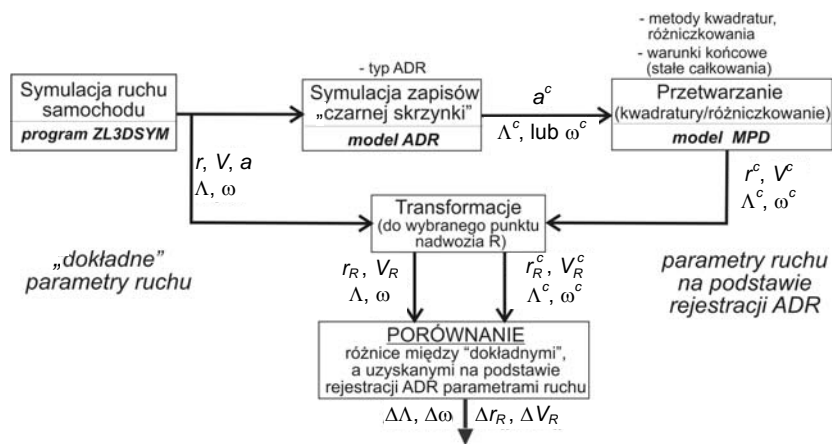 - metody kwadratur,
różniczkowania
- warunki końcowe
(stałe całkowania)
- typ ADR
Symulacja ruchu
samochodu
program ZL3DSYM
Symulacja zapisów
„czarnej skrzynki”
model ADR
a^c
Λ^c, lub ω^c
Przetwarzanie
(kwadratury/różniczkowanie)
model MPD
r, V, a
Λ, ω
r^c, V^c
Λ^c, ω^c
Transformacje
(do wybranego punktu
nadwozia R)
„dokładne”
parametry ruchu
r_R, V_R
Λ, ω
r_R^c, V_R^c
Λ^c, ω^c
parametry ruchu
na podstawie
rejestracji ADR
PORÓWNANIE
różnice między “dokładnymi”,
a uzyskanymi na podstawie
rejestracji ADR parametrami ruchu
ΔΛ, Δω
Δr_R, ΔV_R